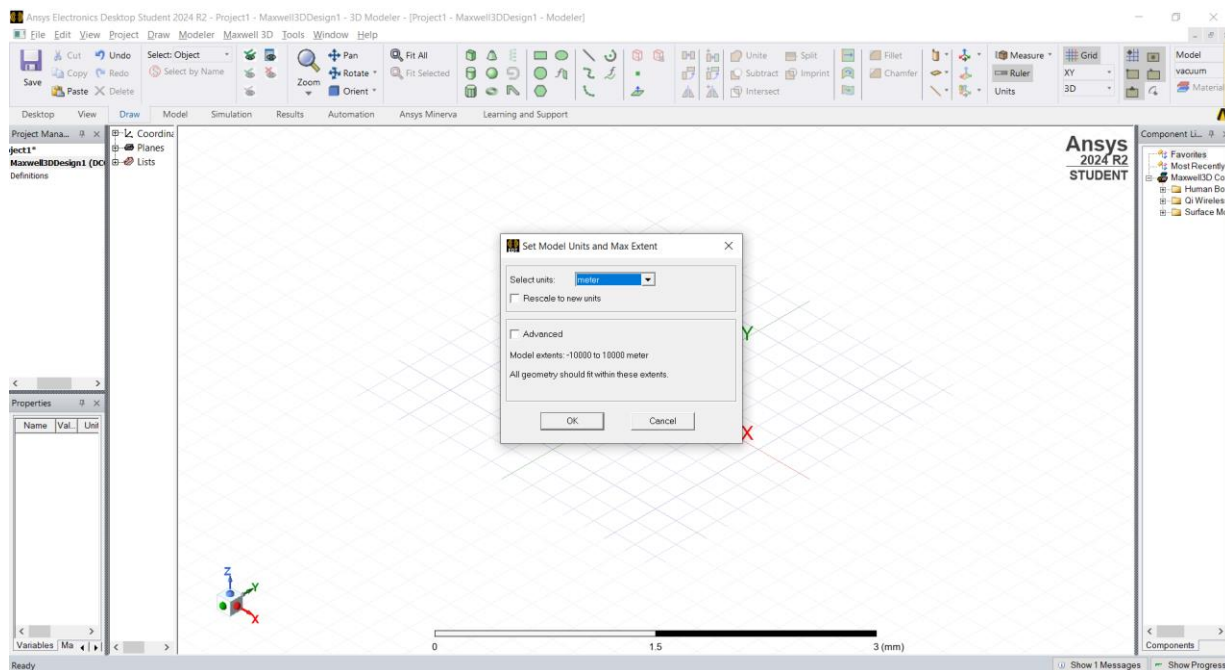 Ansys Electronics Desktop Student 2024 R2 - Project1 - Maxwell3DDesign1 - 3D Modeler - [Project1 - Maxwell3DDesign1 - Modeler]
File Edit View Project Draw Modeler Maxwell 3D Tools Window Help
Save
Cut
Copy
Paste
Undo
Redo
Delete
Select: Object
Select by Name
Zoom
Pan
Rotate
Orient
Fit All
Fit Selected
Unite
Subtract
Intersect
Split
Imprint
Fillet
Chamfer
Measure
Ruler
Units
Grid
XY
3D
Model
vacuum
Material
Desktop View Draw Model Simulation Results Automation Ansys Minerva Learning and Support
Project Mana...
ject1*
Maxwell3DDesign1 (DC
Definitions
Coordina
Planes
Lists
Properties
Name Val... Unit
Variables Ma
Ansys
2024 R2
STUDENT
Set Model Units and Max Extent
Select units: meter
Rescale to new units
Advanced
Model extents: -10000 to 10000 meter
All geometry should fit within these extents.
OK Cancel
Y
X
Z
Y
X
0 1.5 3 (mm)
Component Li...
Favorites
Most Recently
Maxwell3D Co
Human Bo
Qi Wireles
Surface Mo
Components
Ready
Show 1 Messages Show Progress